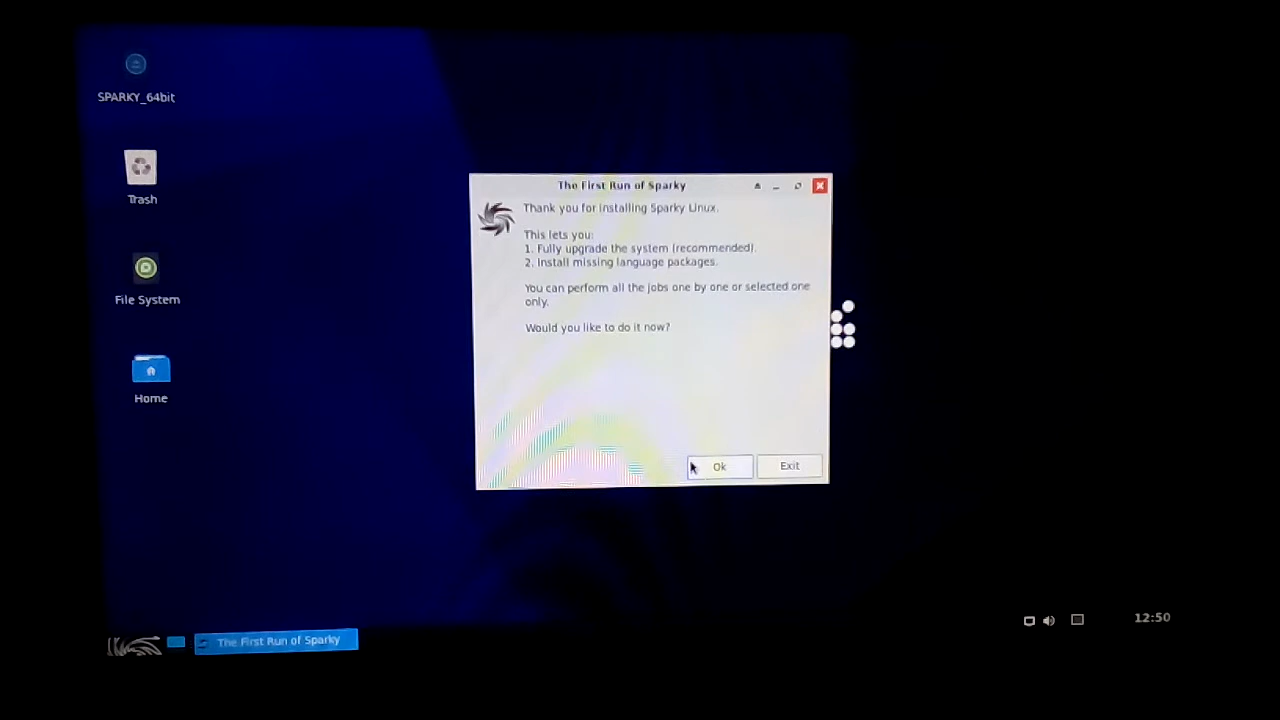 SPARKY_64bit
Trash
File System
Home
The First Run of Sparky
Thank you for installing Sparky Linux.
This lets you:
1. Fully upgrade the system (recommended).
2. Install missing language packages.
You can perform all the jobs one by one or selected one
only.
Would you like to do it now?
Ok
Exit
The First Run of Sparky
12:50